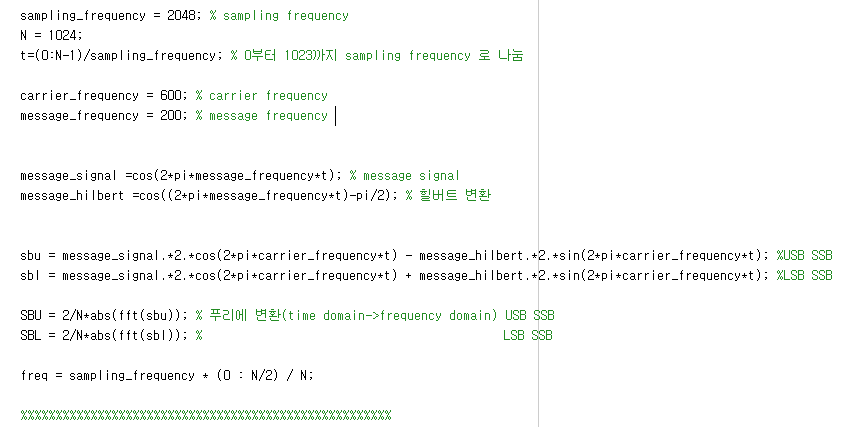 sampling_frequency = 2048; % sampling frequency
N = 1024;
t=(0:N-1)/sampling_frequency; % 0부터 1023까지 sampling frequency 로 나눔
carrier_frequency = 600; % carrier frequency
message_frequency = 200; % message frequency
message_signal =cos(2*pi*message_frequency*t); % message signal
message_hilbert =cos((2*pi*message_frequency*t)-pi/2); % 힐버트 변환
sbu = message_signal.*2.*cos(2*pi*carrier_frequency*t) - message_hilbert.*2.*sin(2*pi*carrier_frequency*t); %USB SSB
sbl = message_signal.*2.*cos(2*pi*carrier_frequency*t) + message_hilbert.*2.*sin(2*pi*carrier_frequency*t); %LSB SSB
SBU = 2/N*abs(fft(sbu)); % 푸리에 변환(time domain->frequency domain) USB SSB
SBL = 2/N*abs(fft(sbl)); % LSB SSB
freq = sampling_frequency * (0 : N/2) / N;
%%%%%%%%%%%%%%%%%%%%%%%%%%%%%%%%%%%%%%%%%%%%%%%%%%%%%